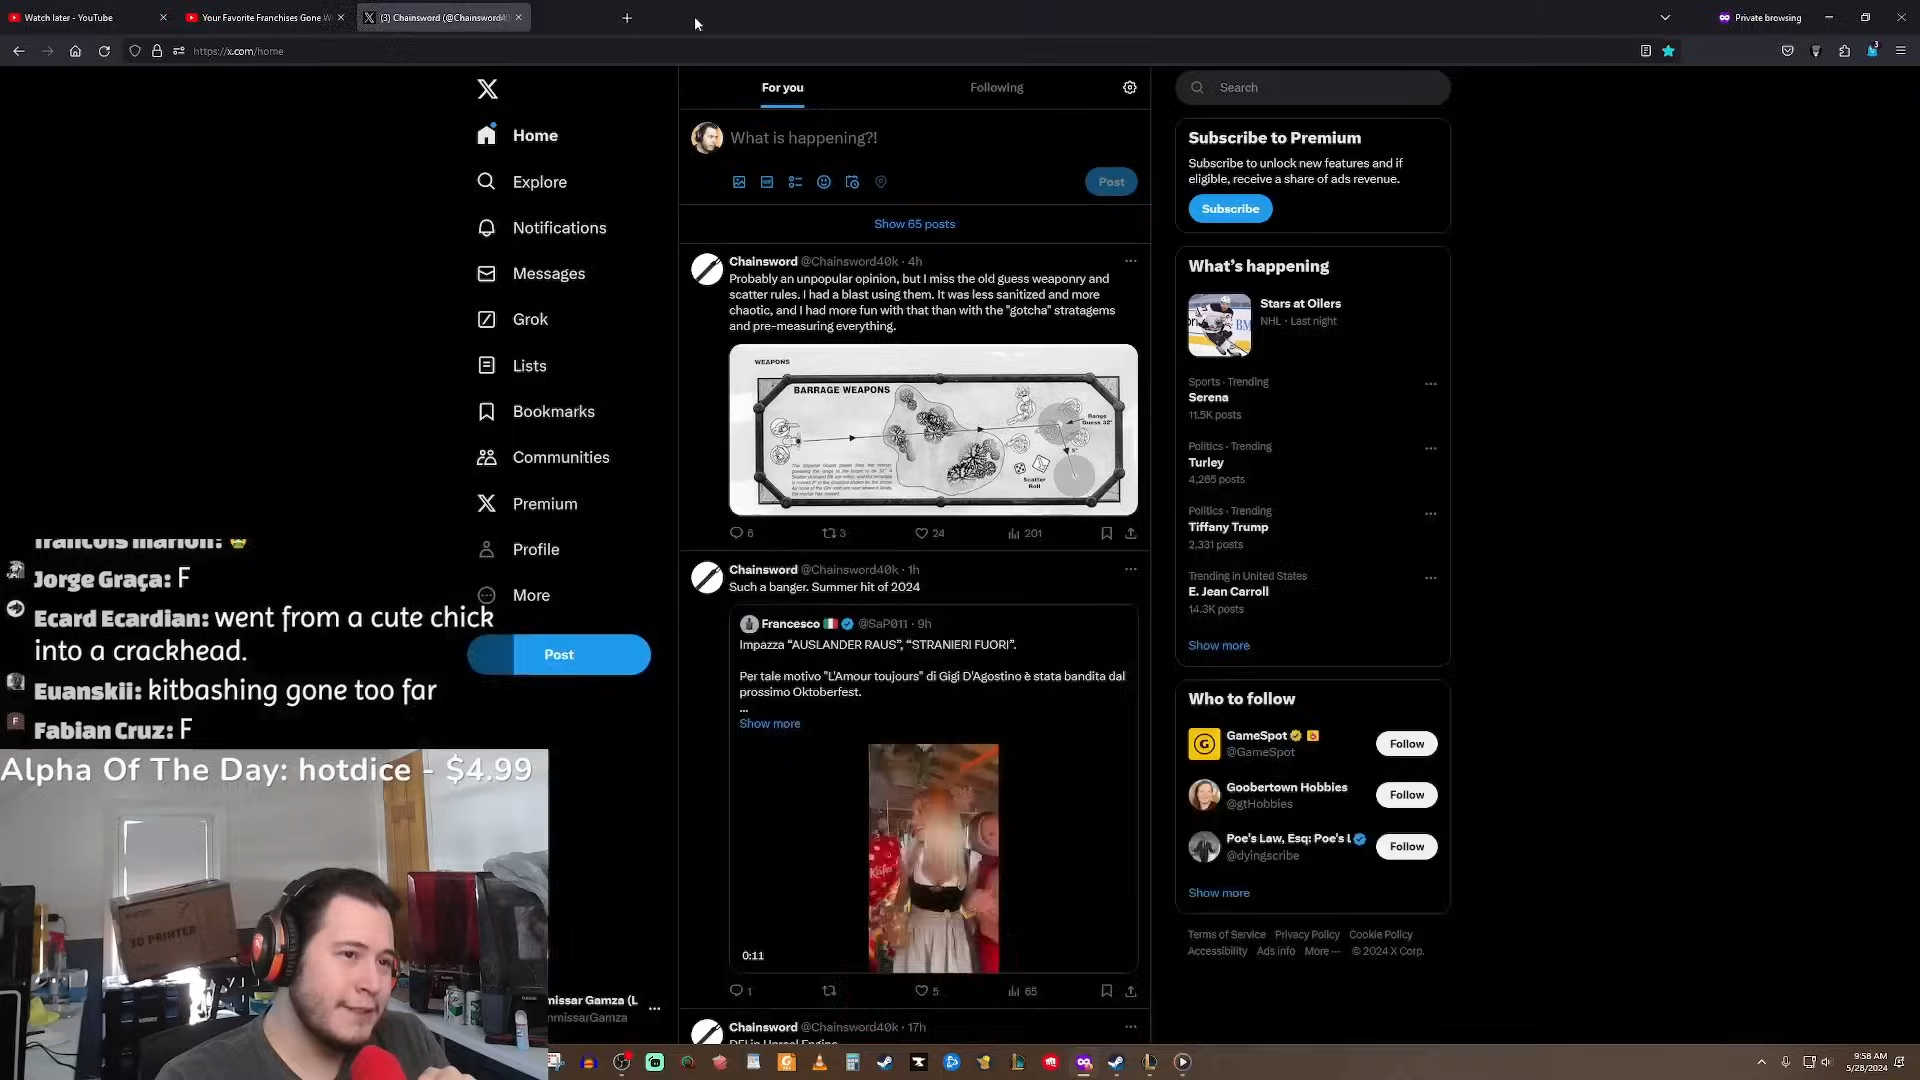 Watch later - YouTube
Your Favorite Franchises Gone W
(3) Chainsword (@Chainsword40
Private browsing
https://x.com/home
Home
Explore
Notifications
Messages
Grok
Lists
Bookmarks
Communities
Premium
Profile
More
Post
missar Gamza (L
nmissarGamza
For you
Following
What is happening?!
Post
Show 65 posts
Chainsword @Chainsword40k · 4h
Probably an unpopular opinion, but I miss the old guess weaponry and
scatter rules. I had a blast using them. It was less sanitized and more
chaotic, and I had more fun with that than with the "gotcha" stratagems
and pre-measuring everything.
WEAPONS
BARRAGE WEAPONS
Range
Guess 32"
5"
Scatter
Roll
6
3
24
201
Chainsword @Chainsword40k · 1h
Such a banger. Summer hit of 2024
Francesco @SaP011 · 9h
Impazza “AUSLANDER RAUS”, “STRANIERI FUORI”.
Per tale motivo "L'Amour toujours" di Gigi D'Agostino è stata bandita dal
prossimo Oktoberfest.
...
Show more
0:11
1
5
65
Chainsword @Chainsword40k · 17h
Search
Subscribe to Premium
Subscribe to unlock new features and if
eligible, receive a share of ads revenue.
Subscribe
What’s happening
Stars at Oilers
NHL · Last night
Sports · Trending
Serena
11.5K posts
Politics · Trending
Turley
4,265 posts
Politics · Trending
Tiffany Trump
2,331 posts
Trending in United States
E. Jean Carroll
14.3K posts
Show more
Who to follow
GameSpot
@GameSpot
Follow
Goobertown Hobbies
@gtHobbies
Follow
Poe's Law, Esq: Poe's L
@dyingscribe
Follow
Show more
Terms of Service Privacy Policy Cookie Policy
Accessibility Ads info More ··· © 2024 X Corp.
francois marion:
Jorge Graça: F
Ecard Ecardian: went from a cute chick
into a crackhead.
Euanskii: kitbashing gone too far
Fabian Cruz: F
Alpha Of The Day: hotdice - $4.99
3D PRINTER
9:58 AM
5/28/2024